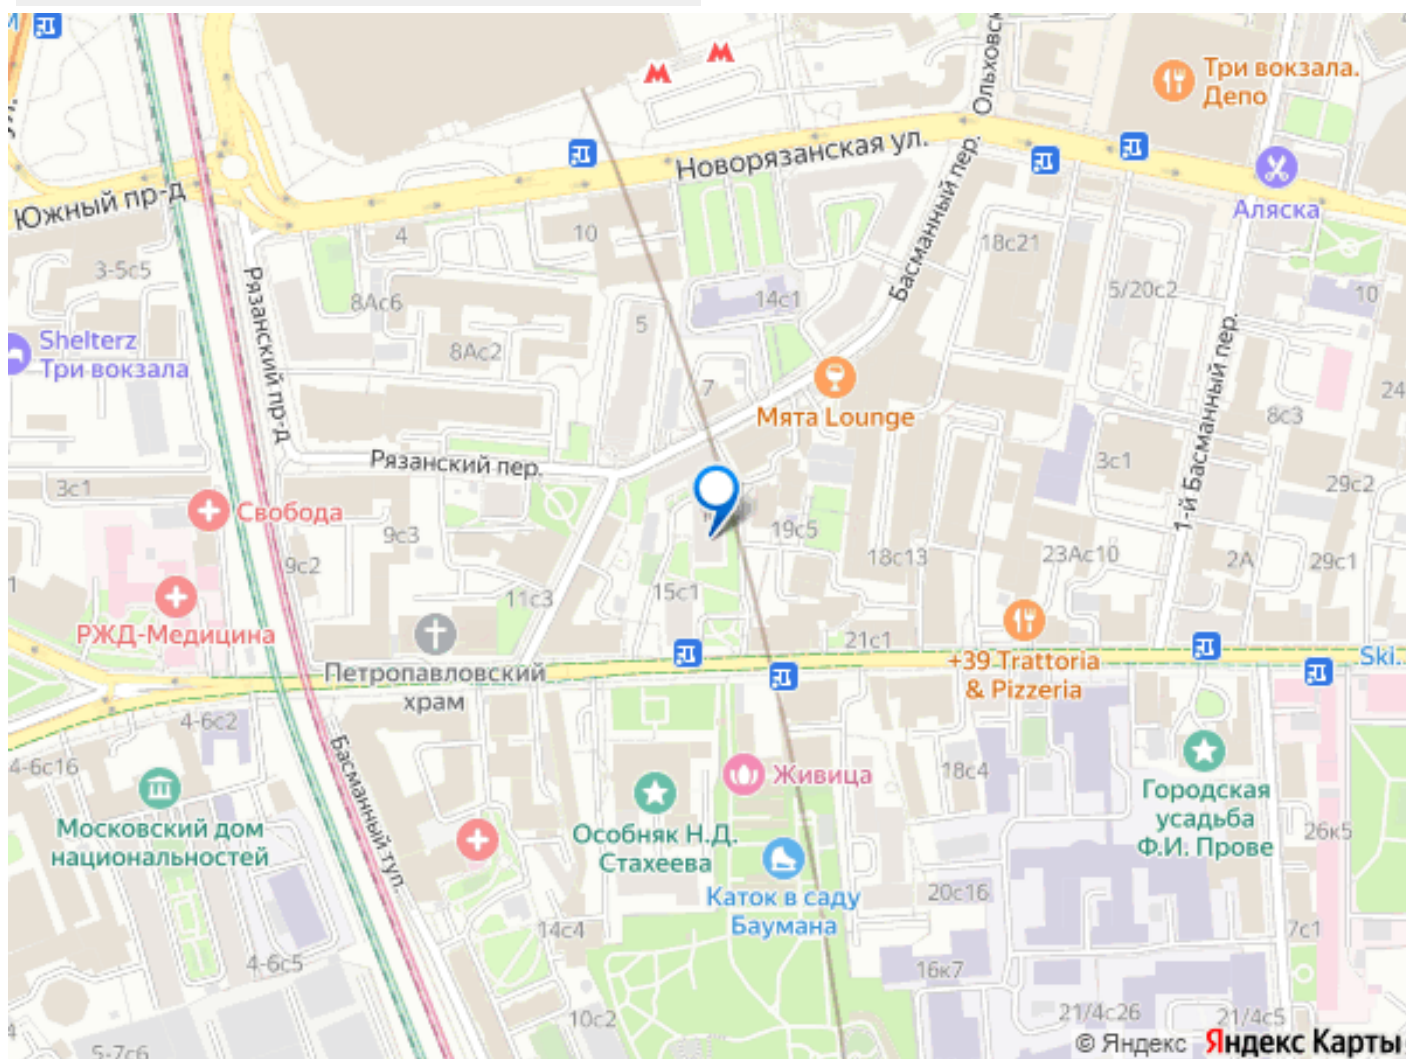 Ольховск
Три вокзала.
Депо
ул.
Новорязанская ул.
Южный пр-д
Басманный пер.
Аляска
3-5с5
4
10
18с21
8Ас6
14с1
5/20с2
10
5
Рязанский пр-д
Shelterz
Три вокзала
8Ас2
7
Мята Lounge
1-й Басманный пер.
24
8с3
Рязанский пер.
3с1
3с1
29с2
Свобода
9с3
19с5
18с13
23Ас10
2А
29с1
9с2
1
11с3
15с1
РЖД-Медицина
21с1
Петропавловский
храм
+39 Trattoria
& Pizzeria
Ski...
4-6с2
4-6с16
Басманный туп.
Живица
18с4
Московский дом
национальностей
Особняк Н.Д.
Стахеева
Городская
усадьба
Ф.И. Прове
26к5
Каток в саду
Баумана
20с16
14с4
7с1
4-6с5
16к7
10с2
21/4с26
21/4с5
4
5-7с6
© Яндекс Яндекс Карты